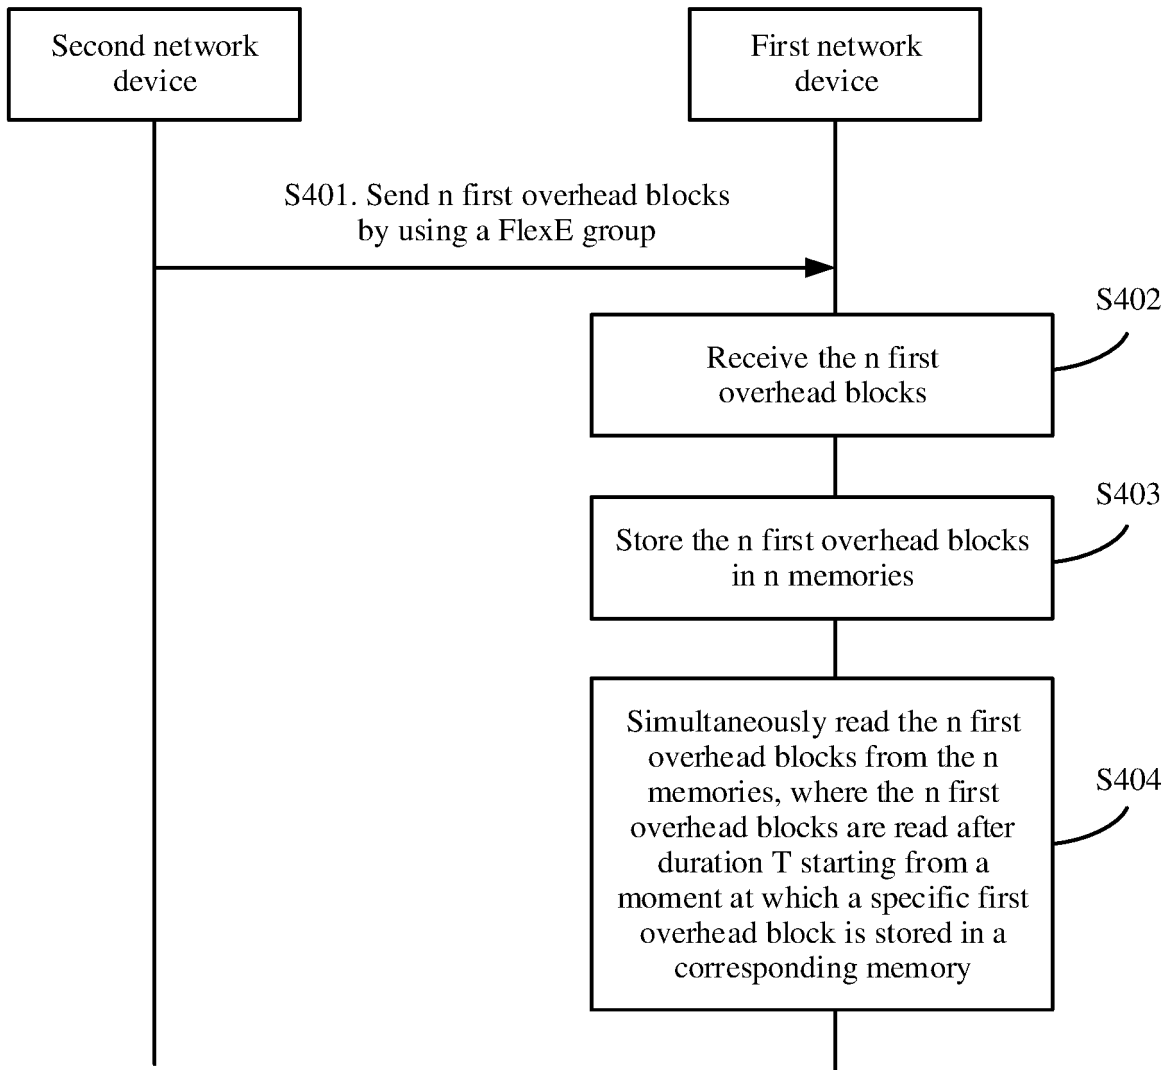 Second network
device
First network
device
S401. Send n first overhead blocks
by using a FlexE group
S402
Receive the n first
overhead blocks
S403
Store the n first overhead blocks
in n memories
S404
Simultaneously read the n first
overhead blocks from the n
memories, where the n first
overhead blocks are read after
duration T starting from a
moment at which a specific first
overhead block is stored in a
corresponding memory